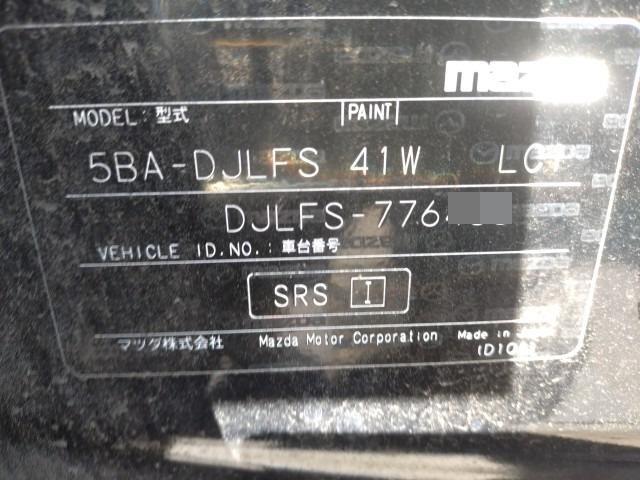 mazda
MODEL: 型式 PAINT
5BA-DJLFS 41W
DJLFS-776
VEHICLE ID.NO.: 車台番号
SRS I
マツダ株式会社 Mazda Motor Corporation Made in